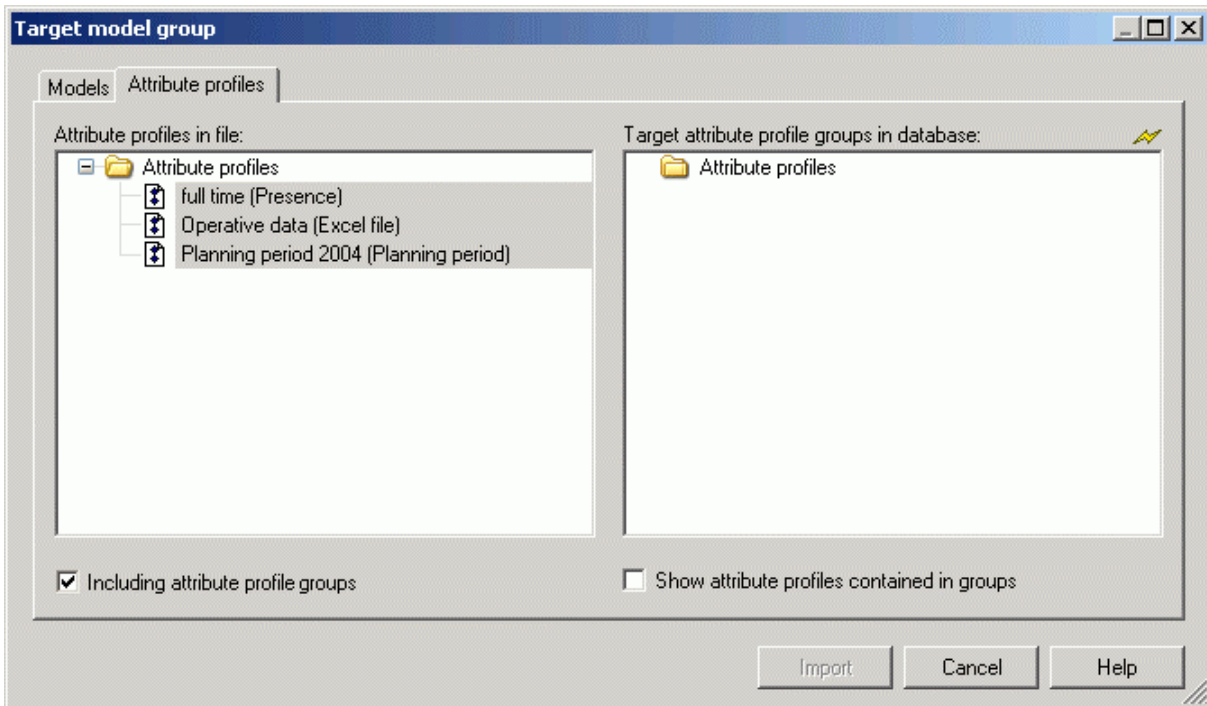 Target model group
Models
Attribute profiles
Attribute profiles in file:
Target attribute profile groups in database:
Attribute profiles
full time (Presence)
Operative data (Excel file)
Planning period 2004 (Planning period)
Attribute profiles
Including attribute profile groups
Show attribute profiles contained in groups
Import
Cancel
Help